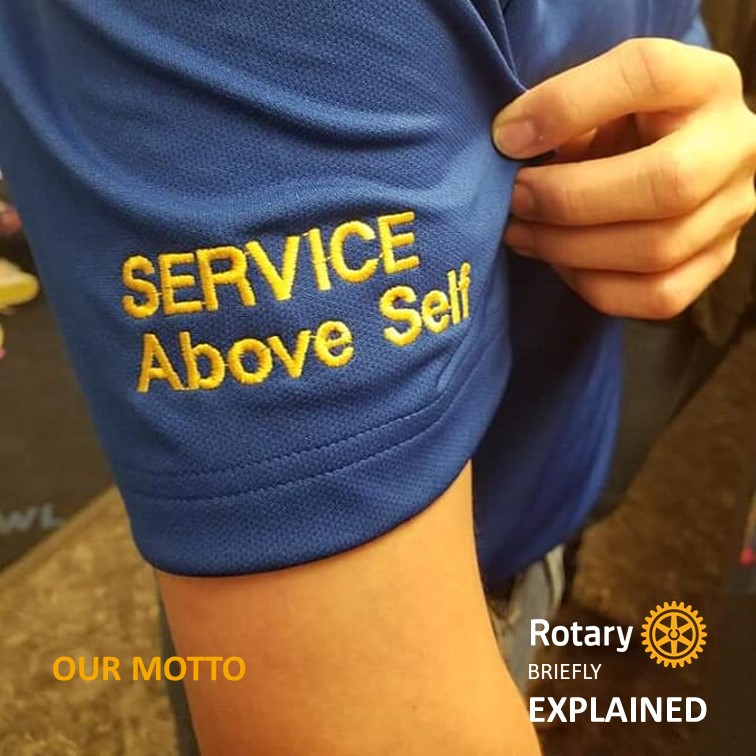 SERVICE
Above Self
OUR MOTTO
Rotary
BRIEFLY
EXPLAINED